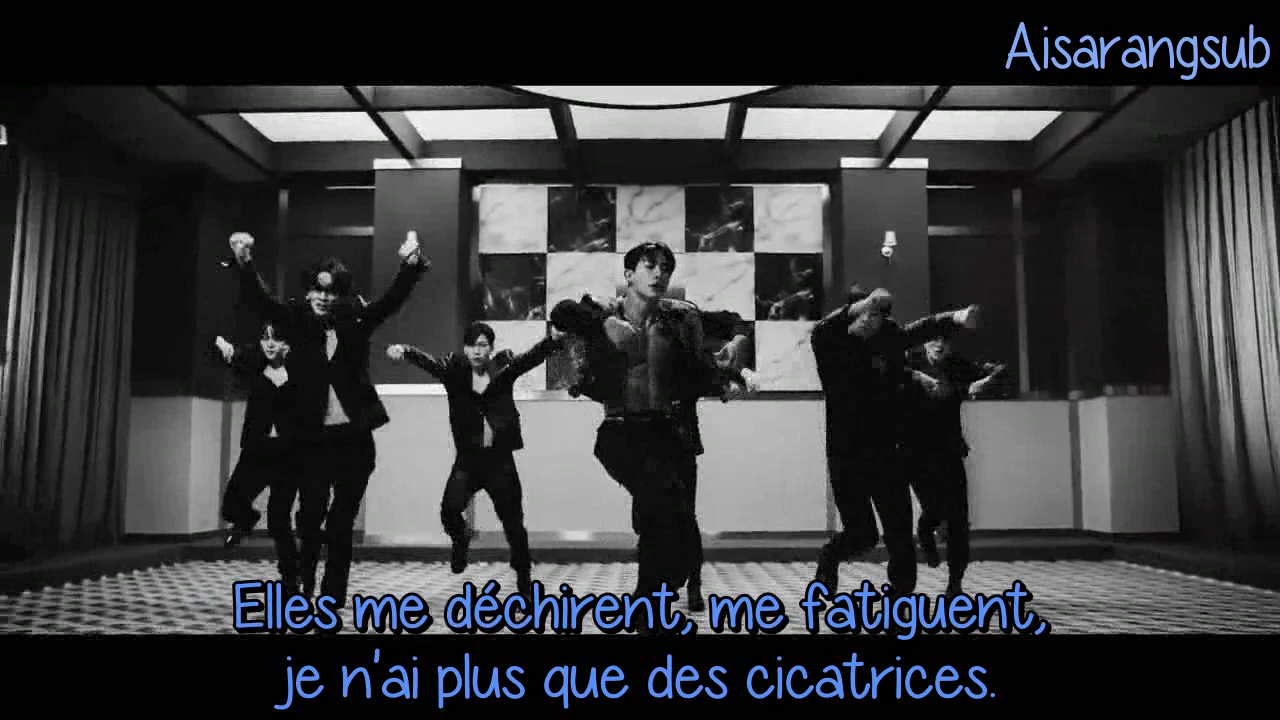 Aisarangsub
Elles me déchirent, me fatiguent,
je n'ai plus que des cicatrices.